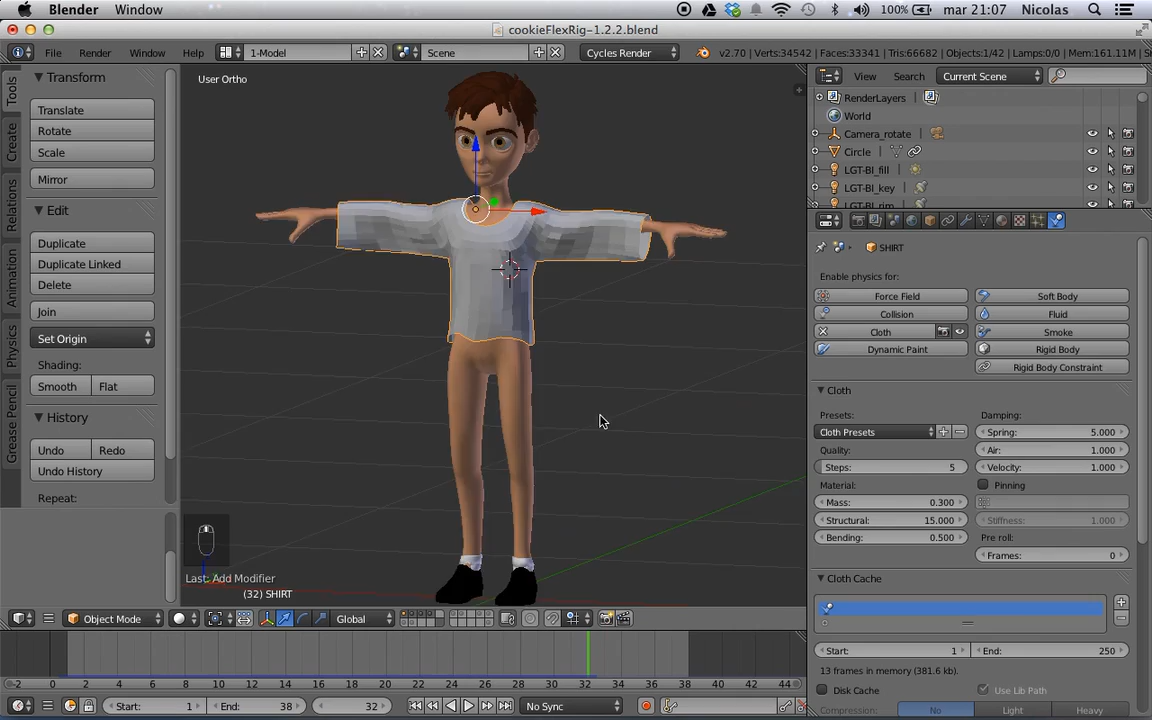 Blender Window 100% mar 21:07 Nicolas
cookieFlexRig-1.2.2.blend
File Render Window Help 1-Model Scene Cycles Render v2.70 | Verts:34542 | Faces:33341 | Tris:66682 | Objects:1/42 | Lamps:0/0 | Mem:161.11M
Tools
Create
Relations
Animation
Physics
Grease Pencil
Transform
Translate
Rotate
Scale
Mirror
Edit
Duplicate
Duplicate Linked
Delete
Join
Set Origin
Shading:
Smooth Flat
History
Undo Redo
Undo History
Repeat:
User Ortho
Last: Add Modifier
(32) SHIRT
Object Mode Global
View Search Current Scene
RenderLayers
World
Camera_rotate
Circle
LGT-BI_fill
LGT-BI_key
LGT-BI_rim
SHIRT
Enable physics for:
Force Field Soft Body
Collision Fluid
Cloth Smoke
Dynamic Paint Rigid Body
Rigid Body Constraint
Cloth
Presets: Damping:
Cloth Presets Spring: 5.000
Quality: Air: 1.000
Steps: 5 Velocity: 1.000
Material: Pinning
Mass: 0.300
Structural: 15.000 Stiffness: 1.000
Bending: 0.500 Pre roll:
Frames: 0
Cloth Cache
Start: 1 End: 250
13 frames in memory (381.6 kb).
Disk Cache Use Lib Path
Compression: No Light Heavy
-2 0 2 4 6 8 10 12 14 16 18 20 22 24 26 28 30 32 34 36 38 40 42 44
Start: 1 End: 38 32 No Sync